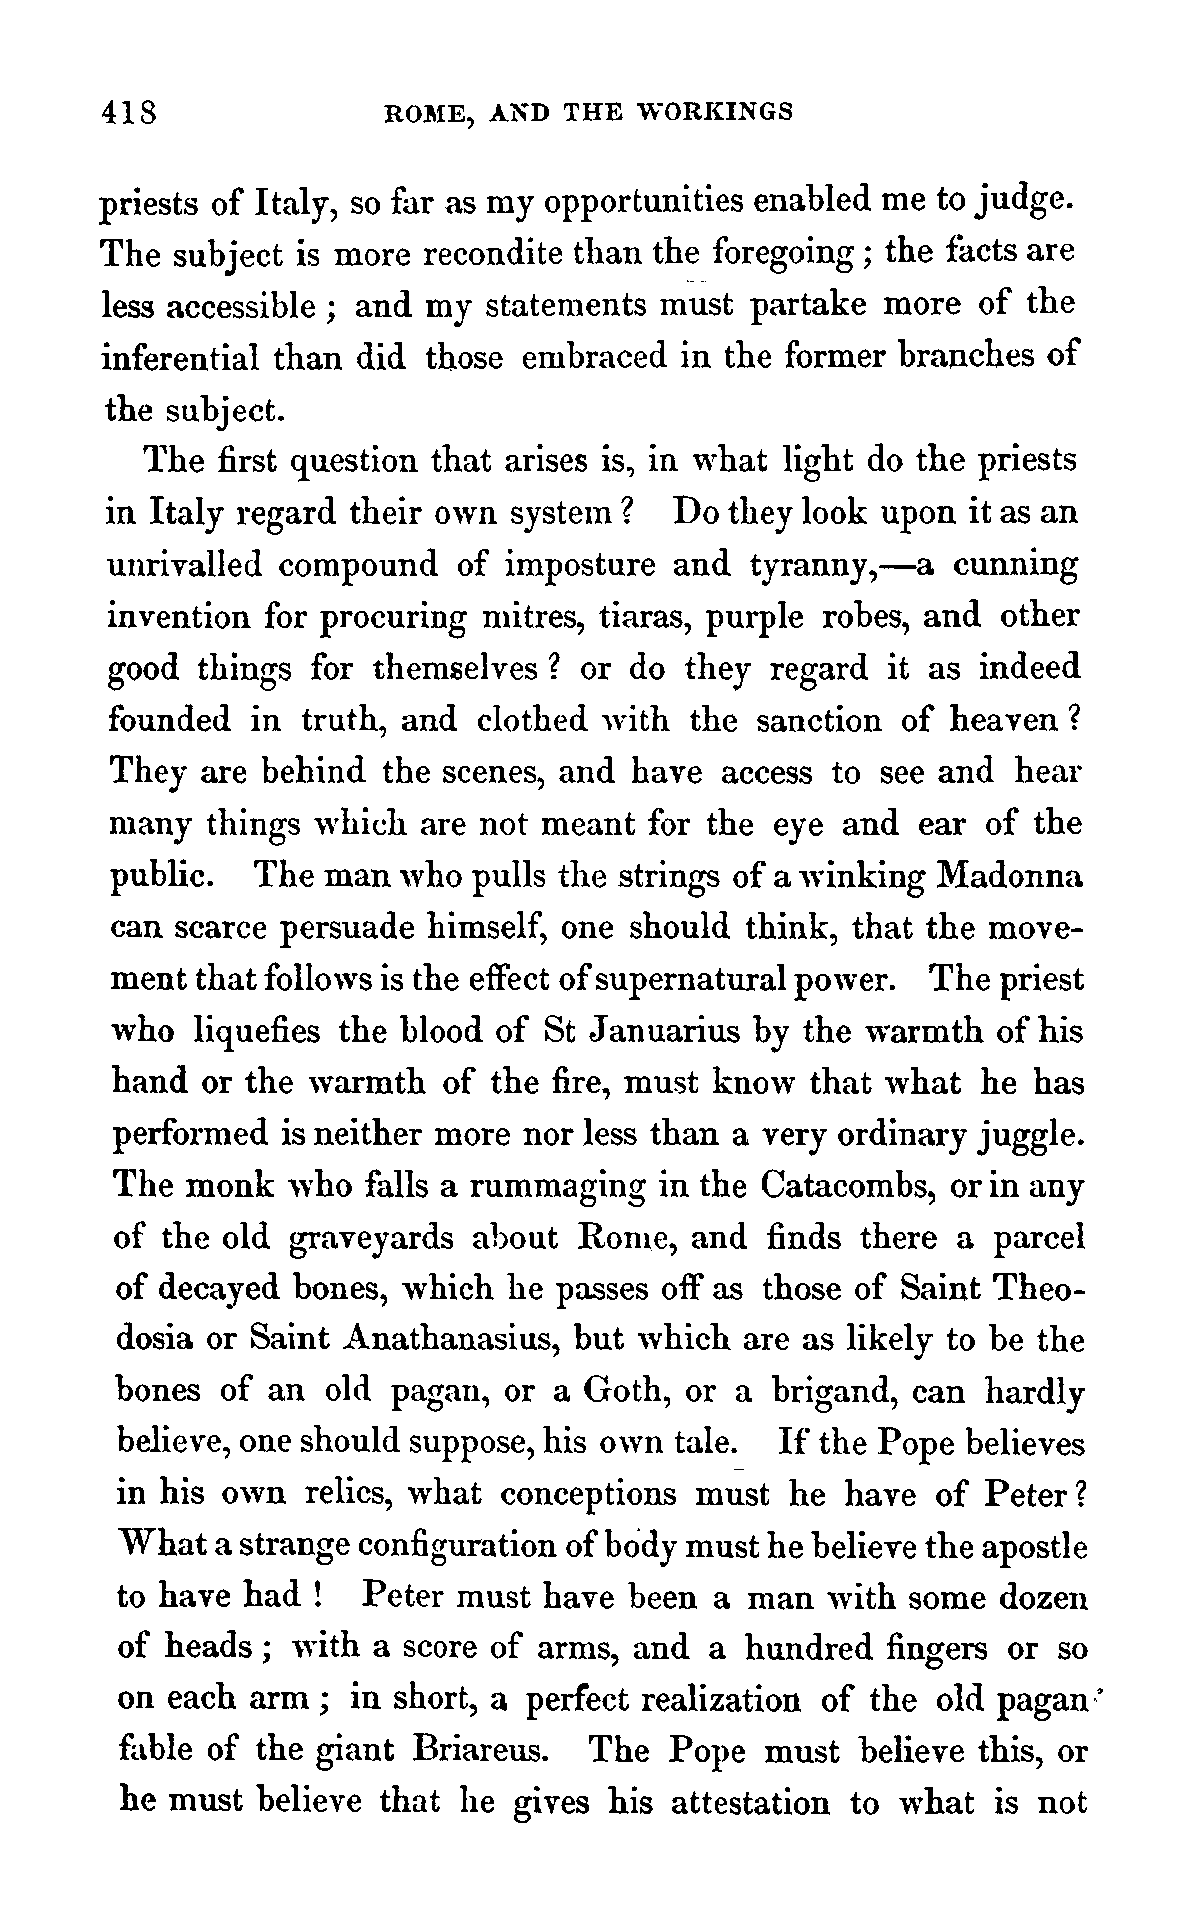 418 ROME, AND THE WORKINGS
priests of Italy, so far as my opportunities enabled me to judge.
The subject is more recondite than the foregoing ; the facts are
less accessible ; and my statements must partake more of the
inferential than did those embraced in the former branches of
the subject.
The first question that arises is, in what light do the priests
in Italy regard their own system ? Do they look upon it as an
unrivalled compound of imposture and tyranny,—a cunning
invention for procuring mitres, tiaras, purple robes, and other
good things for themselves ? or do they regard it as indeed
founded in truth, and clothed with the sanction of heaven ?
They are behind the scenes, and have access to see and hear
many things which are not meant for the eye and ear of the
public. The man who pulls the strings of a winking Madonna
can scarce persuade himself, one should think, that the move-
ment that follows is the effect of supernatural power. The priest
who liquefies the blood of St Januarius by the warmth of his
hand or the warmth of the fire, must know that what he has
performed is neither more nor less than a very ordinary juggle.
The monk who falls a rummaging in the Catacombs, or in any
of the old graveyards about Rome, and finds there a parcel
of decayed bones, which he passes off as those of Saint Theo-
dosia or Saint Anathanasius, but which are as likely to be the
bones of an old pagan, or a Goth, or a brigand, can hardly
believe, one should suppose, his own tale. If the Pope believes
in his own relics, what conceptions must he have of Peter ?
What a strange configuration of body must he believe the apostle
to have had ! Peter must have been a man with some dozen
of heads ; with a score of arms, and a hundred fingers or so
on each arm ; in short, a perfect realization of the old pagan
fable of the giant Briareus. The Pope must believe this, or
he must believe that he gives his attestation to what is not